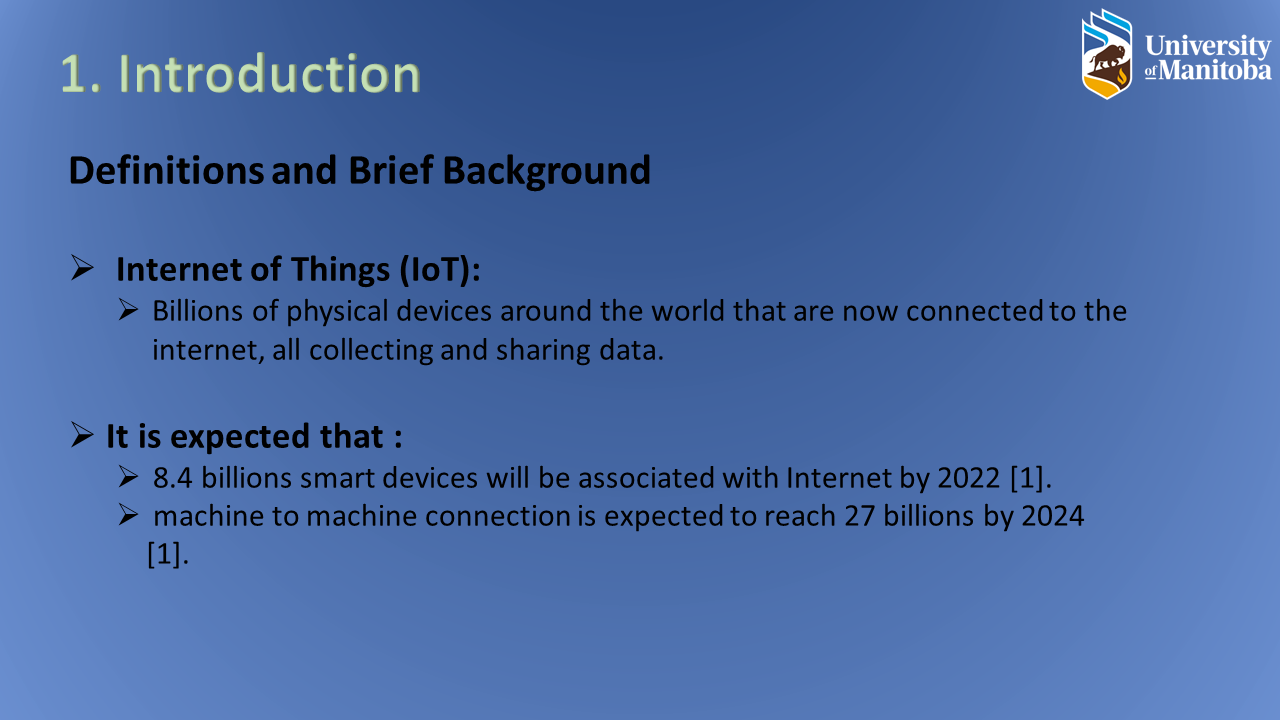 1. Introduction
University
of Manitoba
Definitions and Brief Background
➢ Internet of Things (IoT):
➢ Billions of physical devices around the world that are now connected to the
internet, all collecting and sharing data.
➢ It is expected that :
➢ 8.4 billions smart devices will be associated with Internet by 2022 [1].
➢ machine to machine connection is expected to reach 27 billions by 2024
[1].